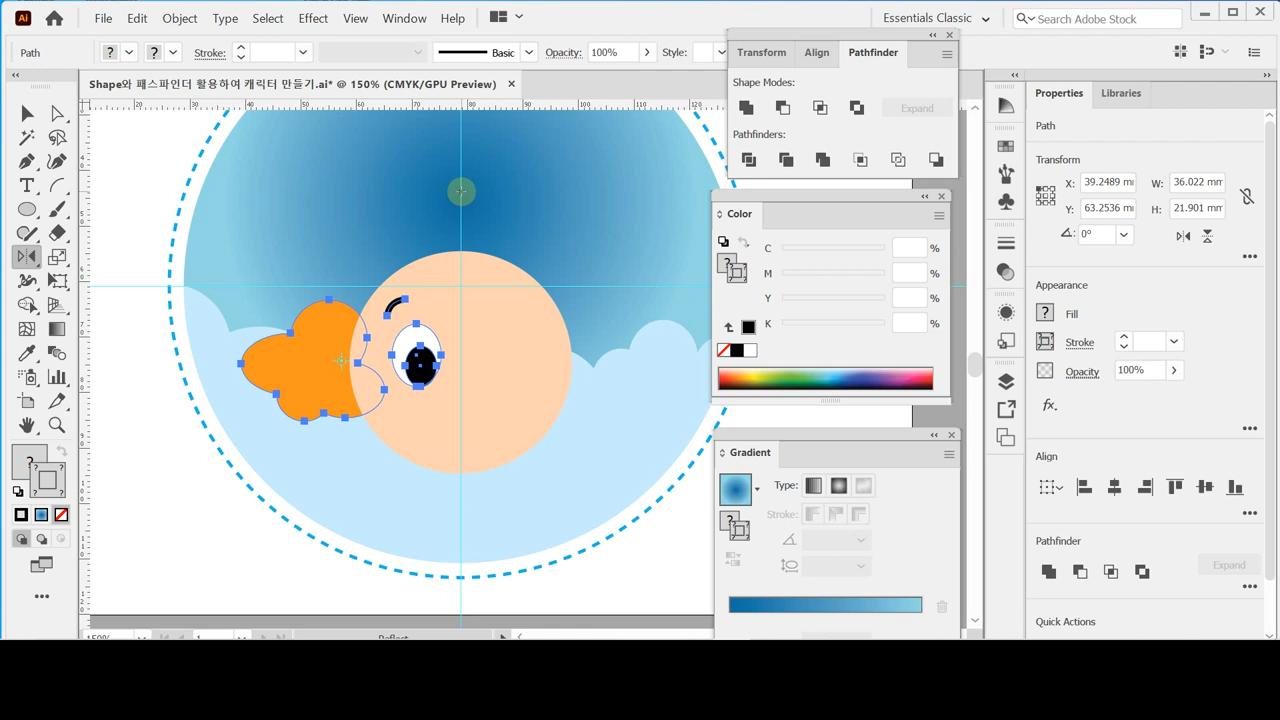 Ai File Edit Object Type Select Effect View Window Help Essentials Classic Search Adobe Stock
Path ? ? Stroke: Basic Opacity: 100% Style:
Transform Align Pathfinder
Shape Modes:
Expand
Pathfinders:
Shape와 패스파인더 활용하여 캐릭터 만들기.ai* @ 150% (CMYK/GPU Preview) ×
Color
C %
M %
Y %
K %
Gradient
Type:
Stroke:
Properties Libraries
Path
Transform
X: 39.2489 W: 36.022 mm
Y: 63.2536 H: 21.901 mm
0°
Appearance
? Fill
Stroke
Opacity 100%
fx.
Align
Pathfinder
Expand
Quick Actions
150% 1 Reflect